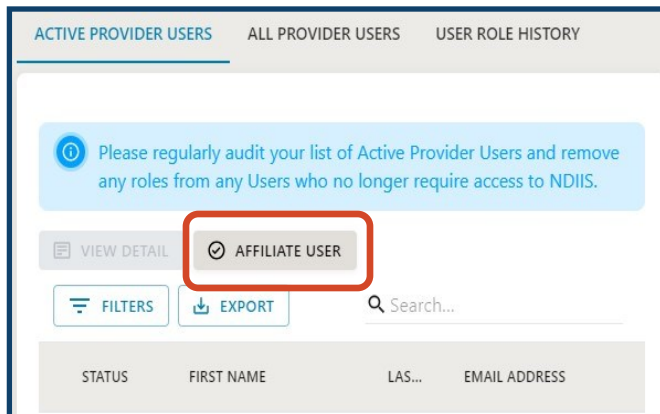 ACTIVE PROVIDER USERS ALL PROVIDER USERS USER ROLE HISTORY
Please regularly audit your list of Active Provider Users and remove
any roles from any Users who no longer require access to NDIIS.
VIEW DETAIL AFFILIATE USER
FILTERS EXPORT Search...
STATUS FIRST NAME LAS... EMAIL ADDRESS